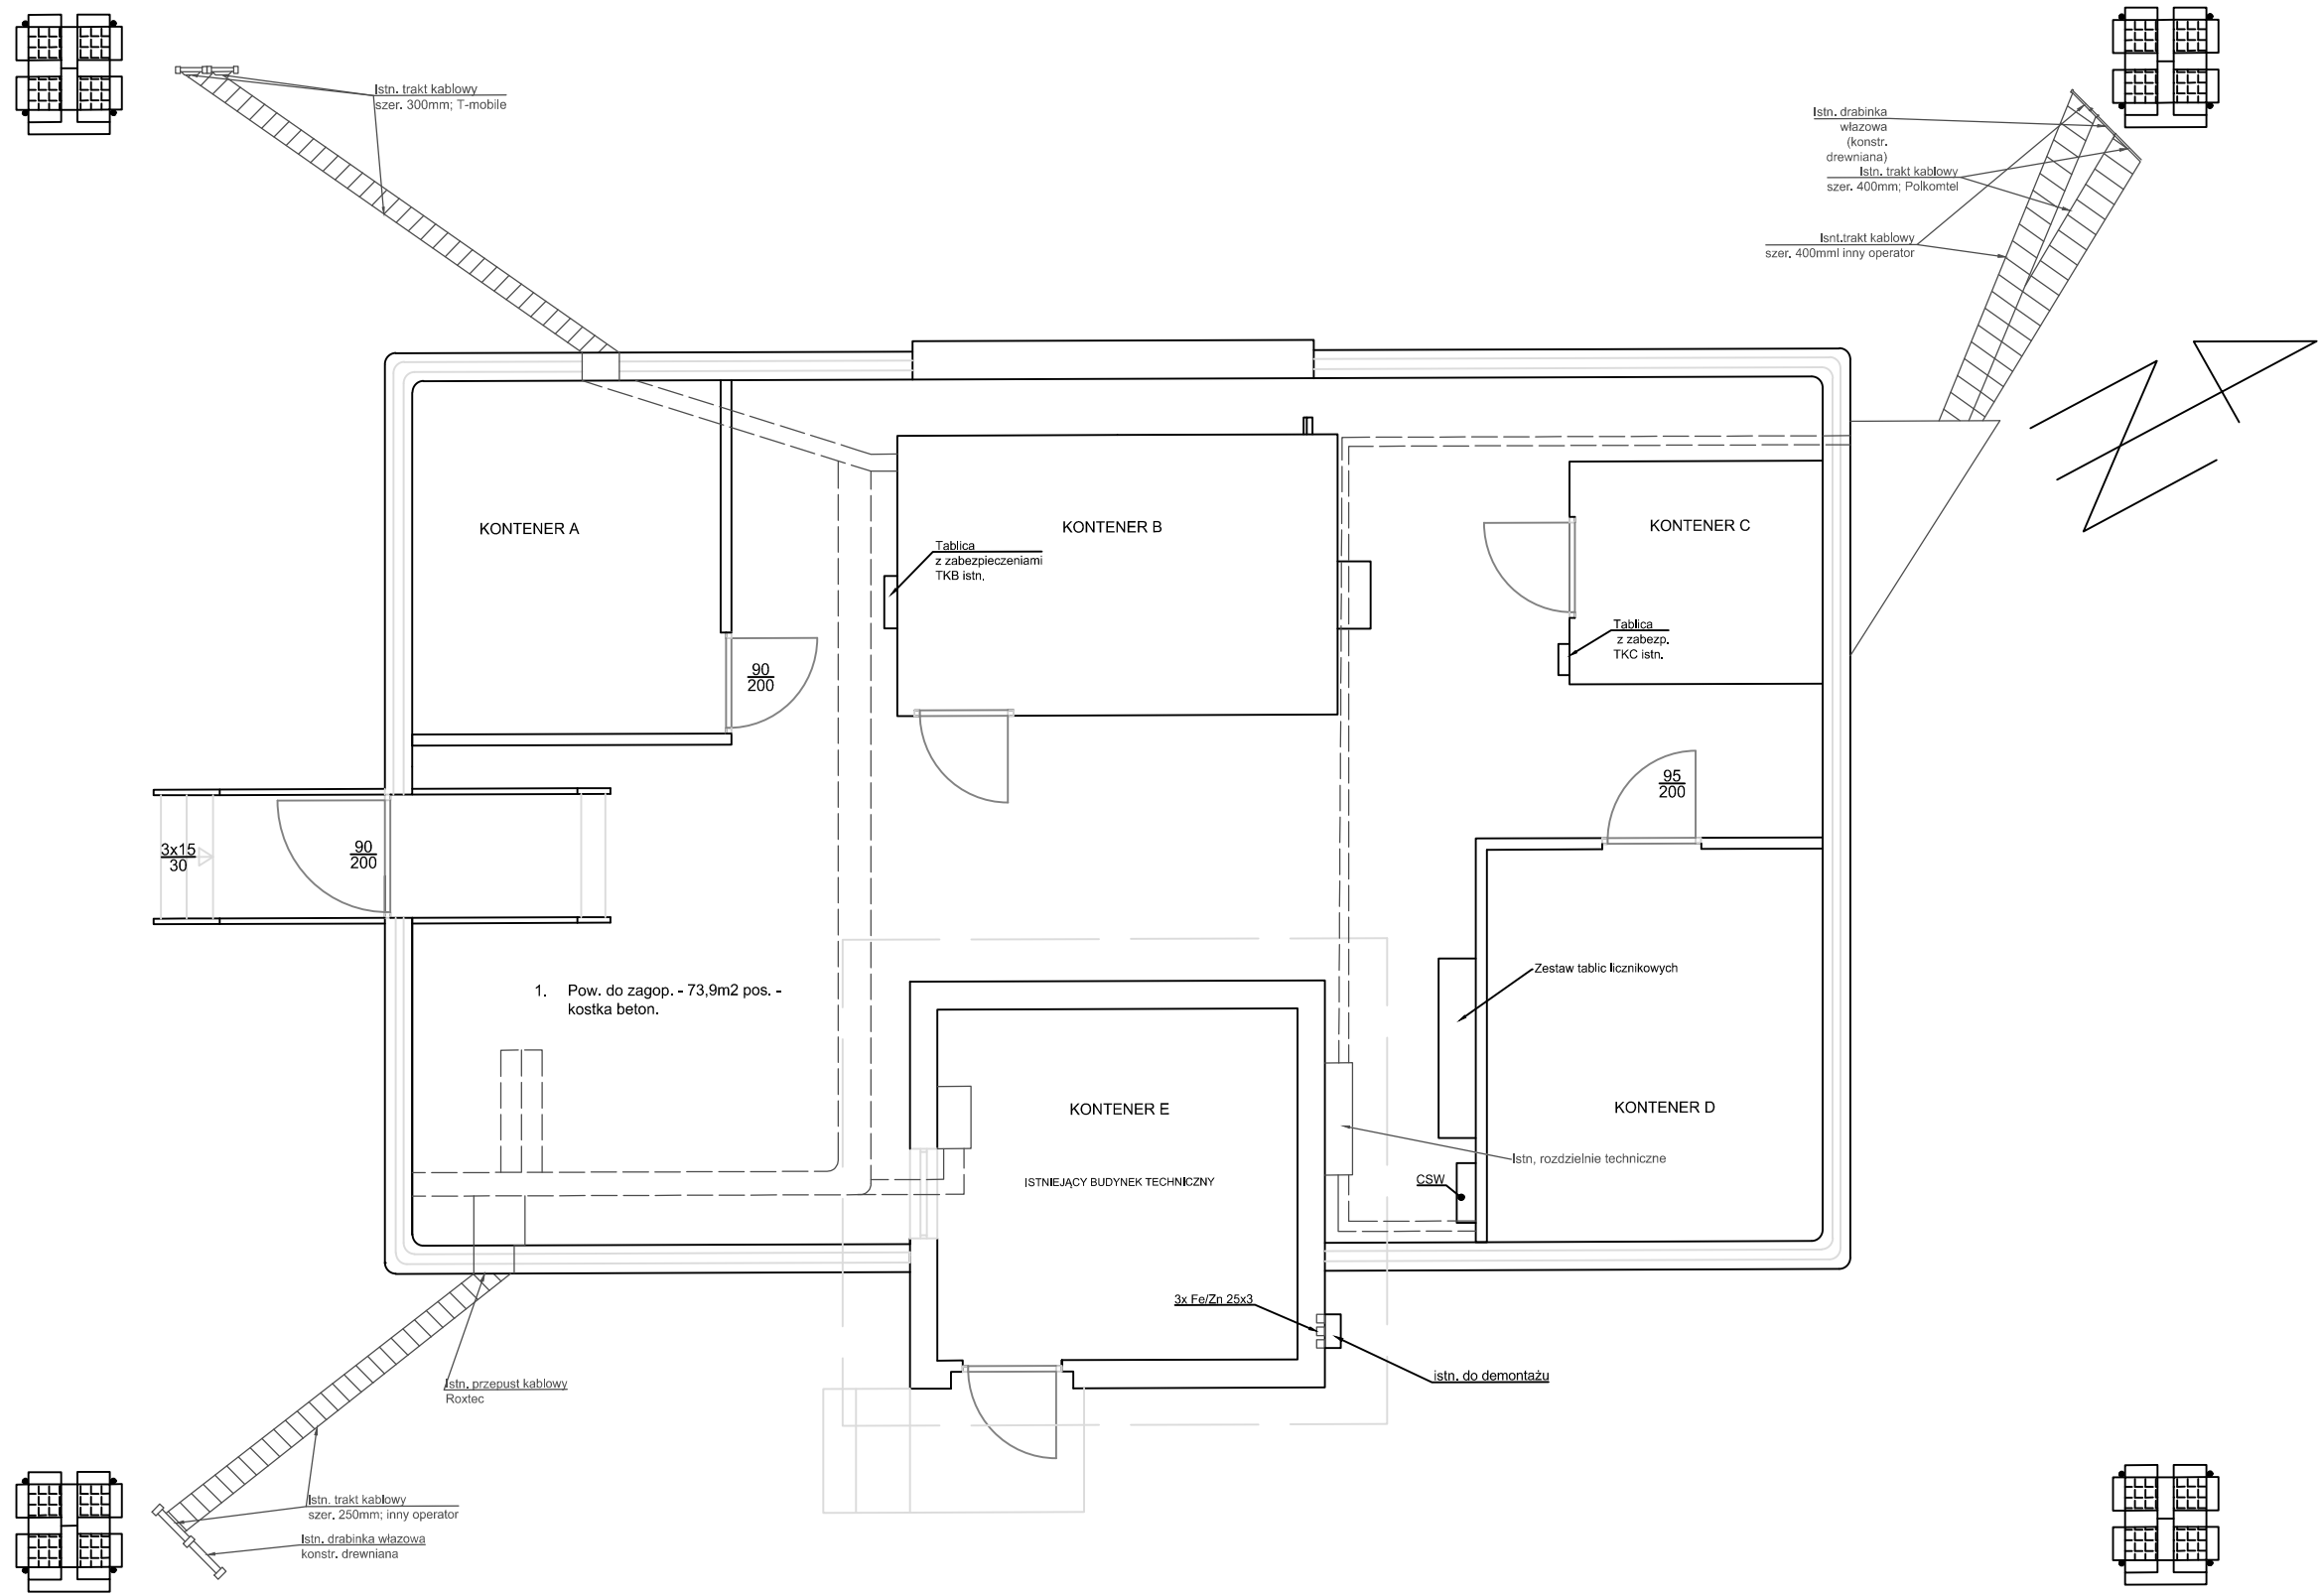 Istn. trakt kablowy
szer. 300mm; T-mobile
Istn. drabinka
włazowa
(konstr.
drewniana)
Istn. trakt kablowy
szer. 400mm; Polkomtel
Isnt.trakt kablowy
szer. 400mml inny operator
KONTENER A
KONTENER B
KONTENER C
Tablica
z zabezpieczeniami
TKB istn.
Tablica
z zabezp.
TKC istn.
90
200
95
200
3x15
30
90
200
1. Pow. do zagop. - 73,9m2 pos. -
kostka beton.
Zestaw tablic licznikowych
KONTENER E
KONTENER D
ISTNIEJĄCY BUDYNEK TECHNICZNY
Istn, rozdzielnie techniczne
CSW
3x Fe/Zn 25x3
istn. do demontażu
Istn. przepust kablowy
Roxtec
Istn. trakt kablowy
szer. 250mm; inny operator
Istn. drabinka włazowa
konstr. drewniana